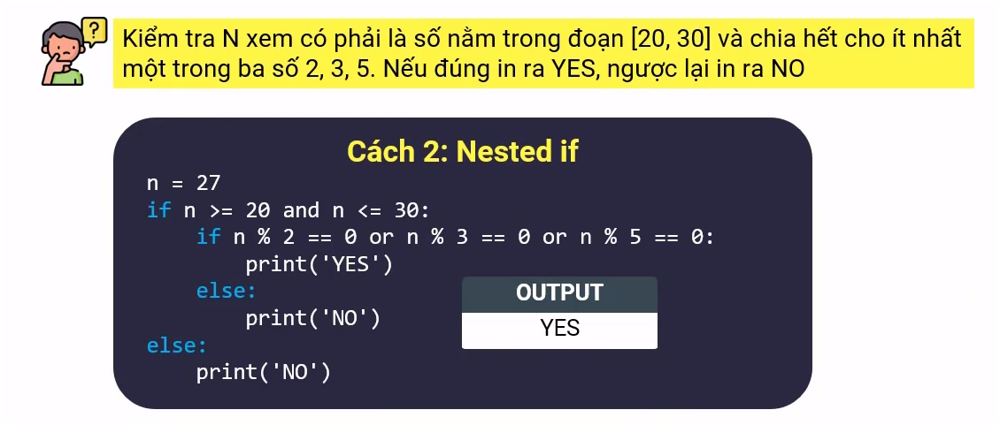 ?
Kiểm tra N xem có phải là số nằm trong đoạn [20, 30] và chia hết cho ít nhất
một trong ba số 2, 3, 5. Nếu đúng in ra YES, ngược lại in ra NO
Cách 2: Nested if
n = 27
if n >= 20 and n <= 30:
    if n % 2 == 0 or n % 3 == 0 or n % 5 == 0:
        print('YES')
    else:
        print('NO')
else:
    print('NO')
OUTPUT
YES